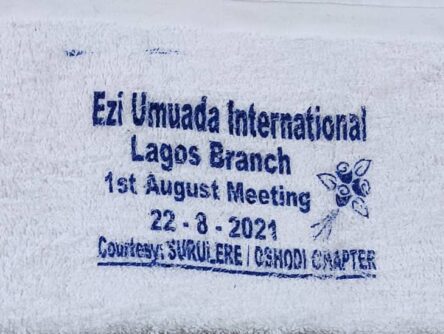 Ezi Umuada International
Lagos Branch
1st August Meeting
22 - 8 - 2021
Courtesy: SURULERE / OSHODI CHAPTER